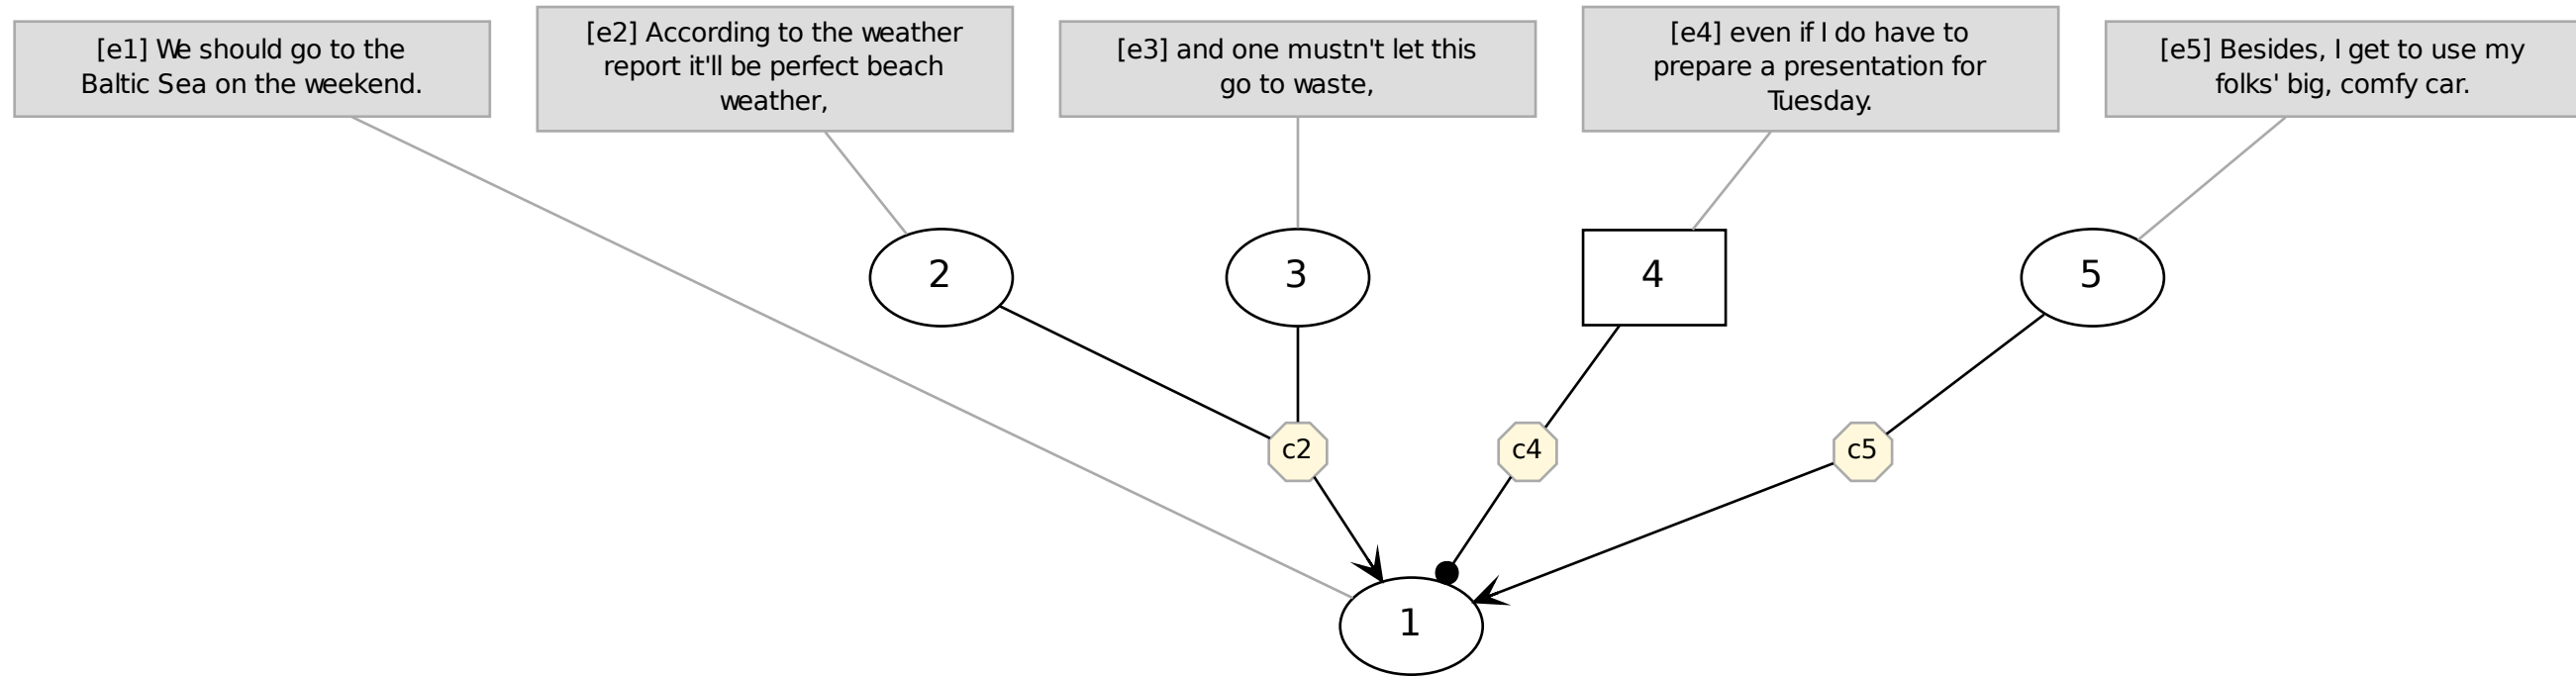 [e1] We should go to the
Baltic Sea on the weekend.
[e2] According to the weather
report it'll be perfect beach
weather,
[e3] and one mustn't let this
go to waste,
[e4] even if I do have to
prepare a presentation for
Tuesday.
[e5] Besides, I get to use my
folks' big, comfy car.
2
3
4
5
c2
c4
c5
1